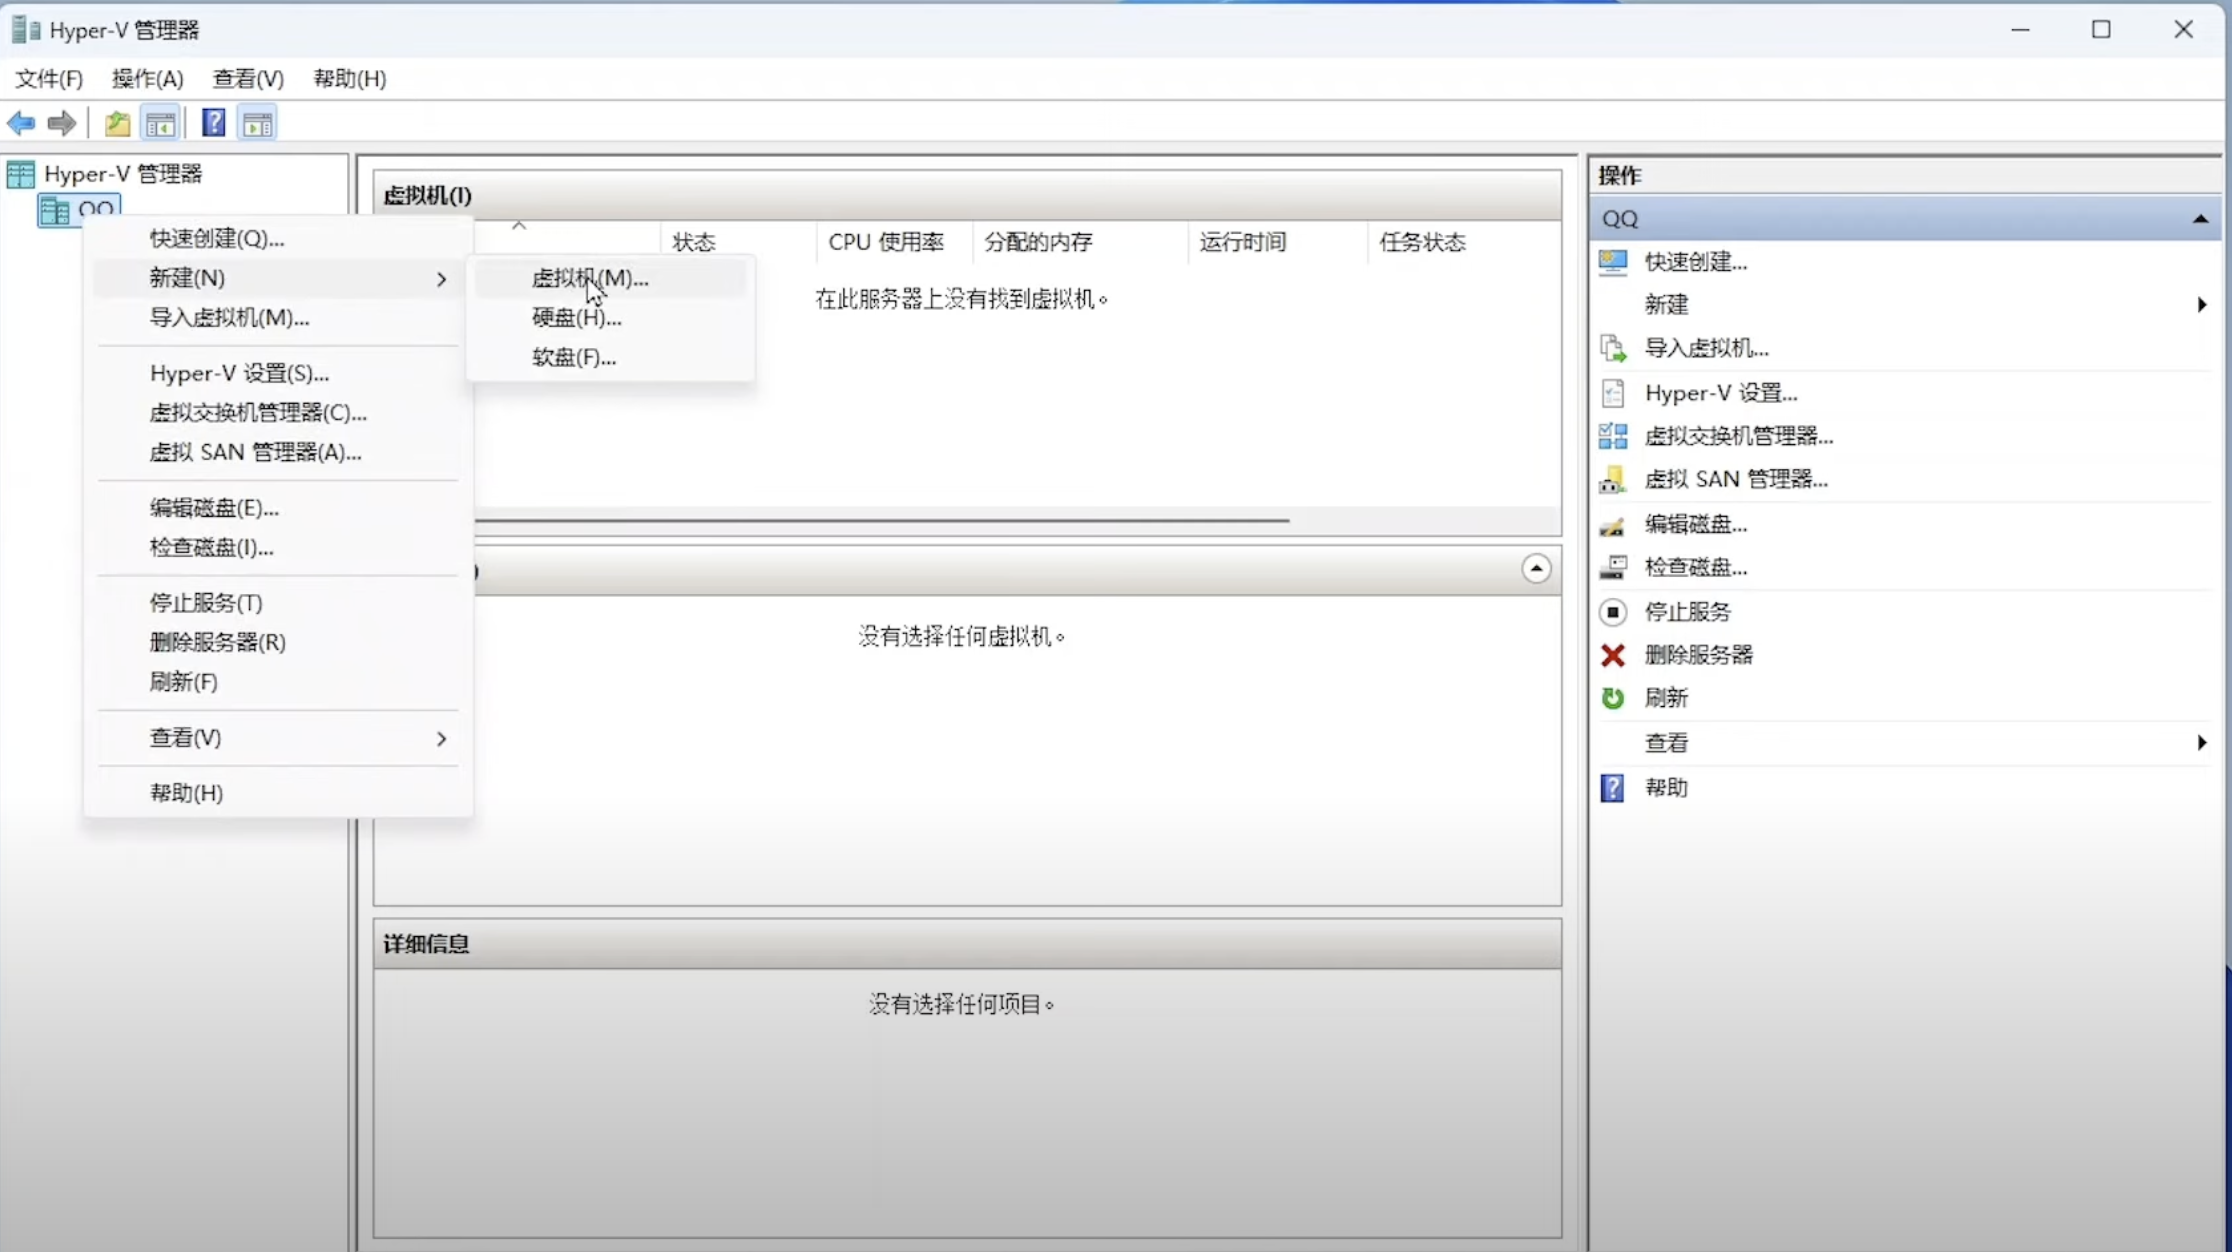 Hyper-V 管理器
文件(F) 操作(A) 查看(V) 帮助(H)
Hyper-V 管理器
QQ
快速创建(Q)...
新建(N)
导入虚拟机(M)...
Hyper-V 设置(S)...
虚拟交换机管理器(C)...
虚拟 SAN 管理器(A)...
编辑磁盘(E)...
检查磁盘(I)...
停止服务(T)
删除服务器(R)
刷新(F)
查看(V)
帮助(H)
虚拟机(M)...
硬盘(H)...
软盘(F)...
虚拟机(I)
状态 CPU 使用率 分配的内存 运行时间 任务状态
在此服务器上没有找到虚拟机。
没有选择任何虚拟机。
详细信息
没有选择任何项目。
操作
QQ
快速创建...
新建
导入虚拟机...
Hyper-V 设置...
虚拟交换机管理器...
虚拟 SAN 管理器...
编辑磁盘...
检查磁盘...
停止服务
删除服务器
刷新
查看
帮助